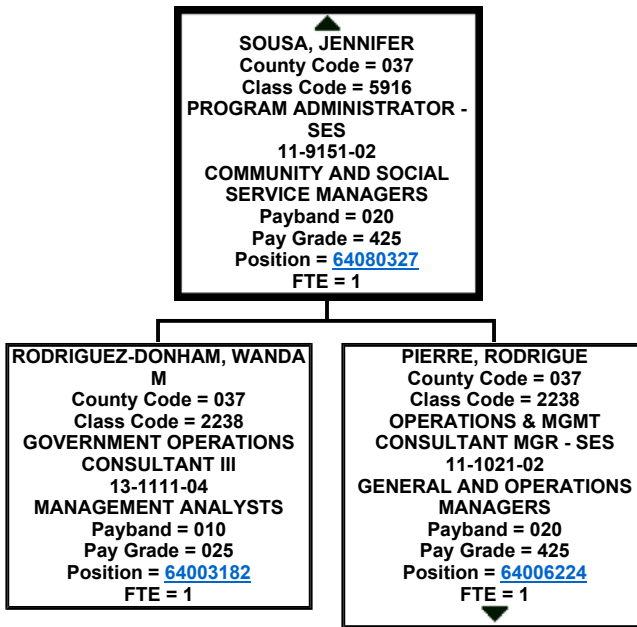 SOUSA, JENNIFER
County Code = 037
Class Code = 5916
PROGRAM ADMINISTRATOR -
SES
11-9151-02
COMMUNITY AND SOCIAL
SERVICE MANAGERS
Payband = 020
Pay Grade = 425
Position = 64080327
FTE = 1
RODRIGUEZ-DONHAM, WANDA
M
County Code = 037
Class Code = 2238
GOVERNMENT OPERATIONS
CONSULTANT III
13-1111-04
MANAGEMENT ANALYSTS
Payband = 010
Pay Grade = 025
Position = 64003182
FTE = 1
PIERRE, RODRIGUE
County Code = 037
Class Code = 2238
OPERATIONS & MGMT
CONSULTANT MGR - SES
11-1021-02
GENERAL AND OPERATIONS
MANAGERS
Payband = 020
Pay Grade = 425
Position = 64006224
FTE = 1